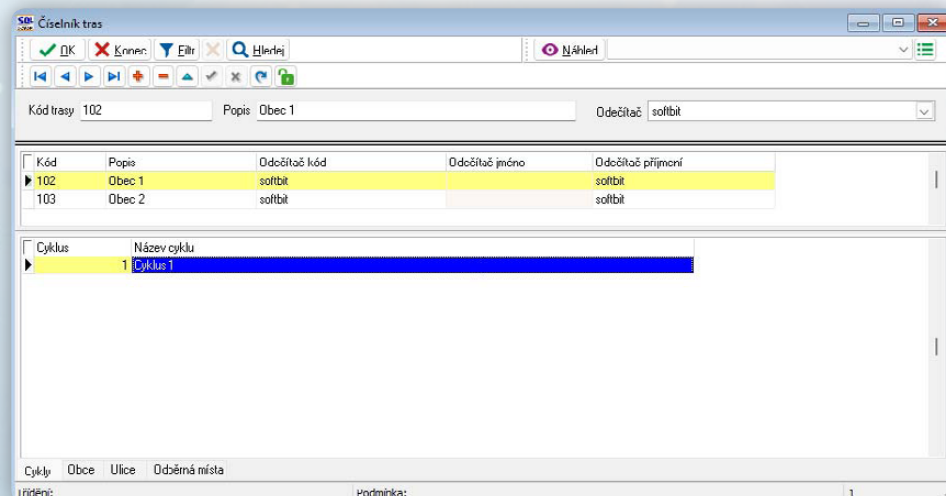 SQL Číselník tras
OK Konec Filtr Hledej Náhled
Kód trasy 102 Popis Obec 1 Odečítač softbit
Kód Popis Odečítač kód Odečítač jméno Odečítač příjmení
102 Obec 1 softbit softbit
103 Obec 2 softbit softbit
Cyklus Název cyklu
1 Cyklus 1
Cykly Obce Ulice Odběrná místa
Třídění: Podmínka: 1